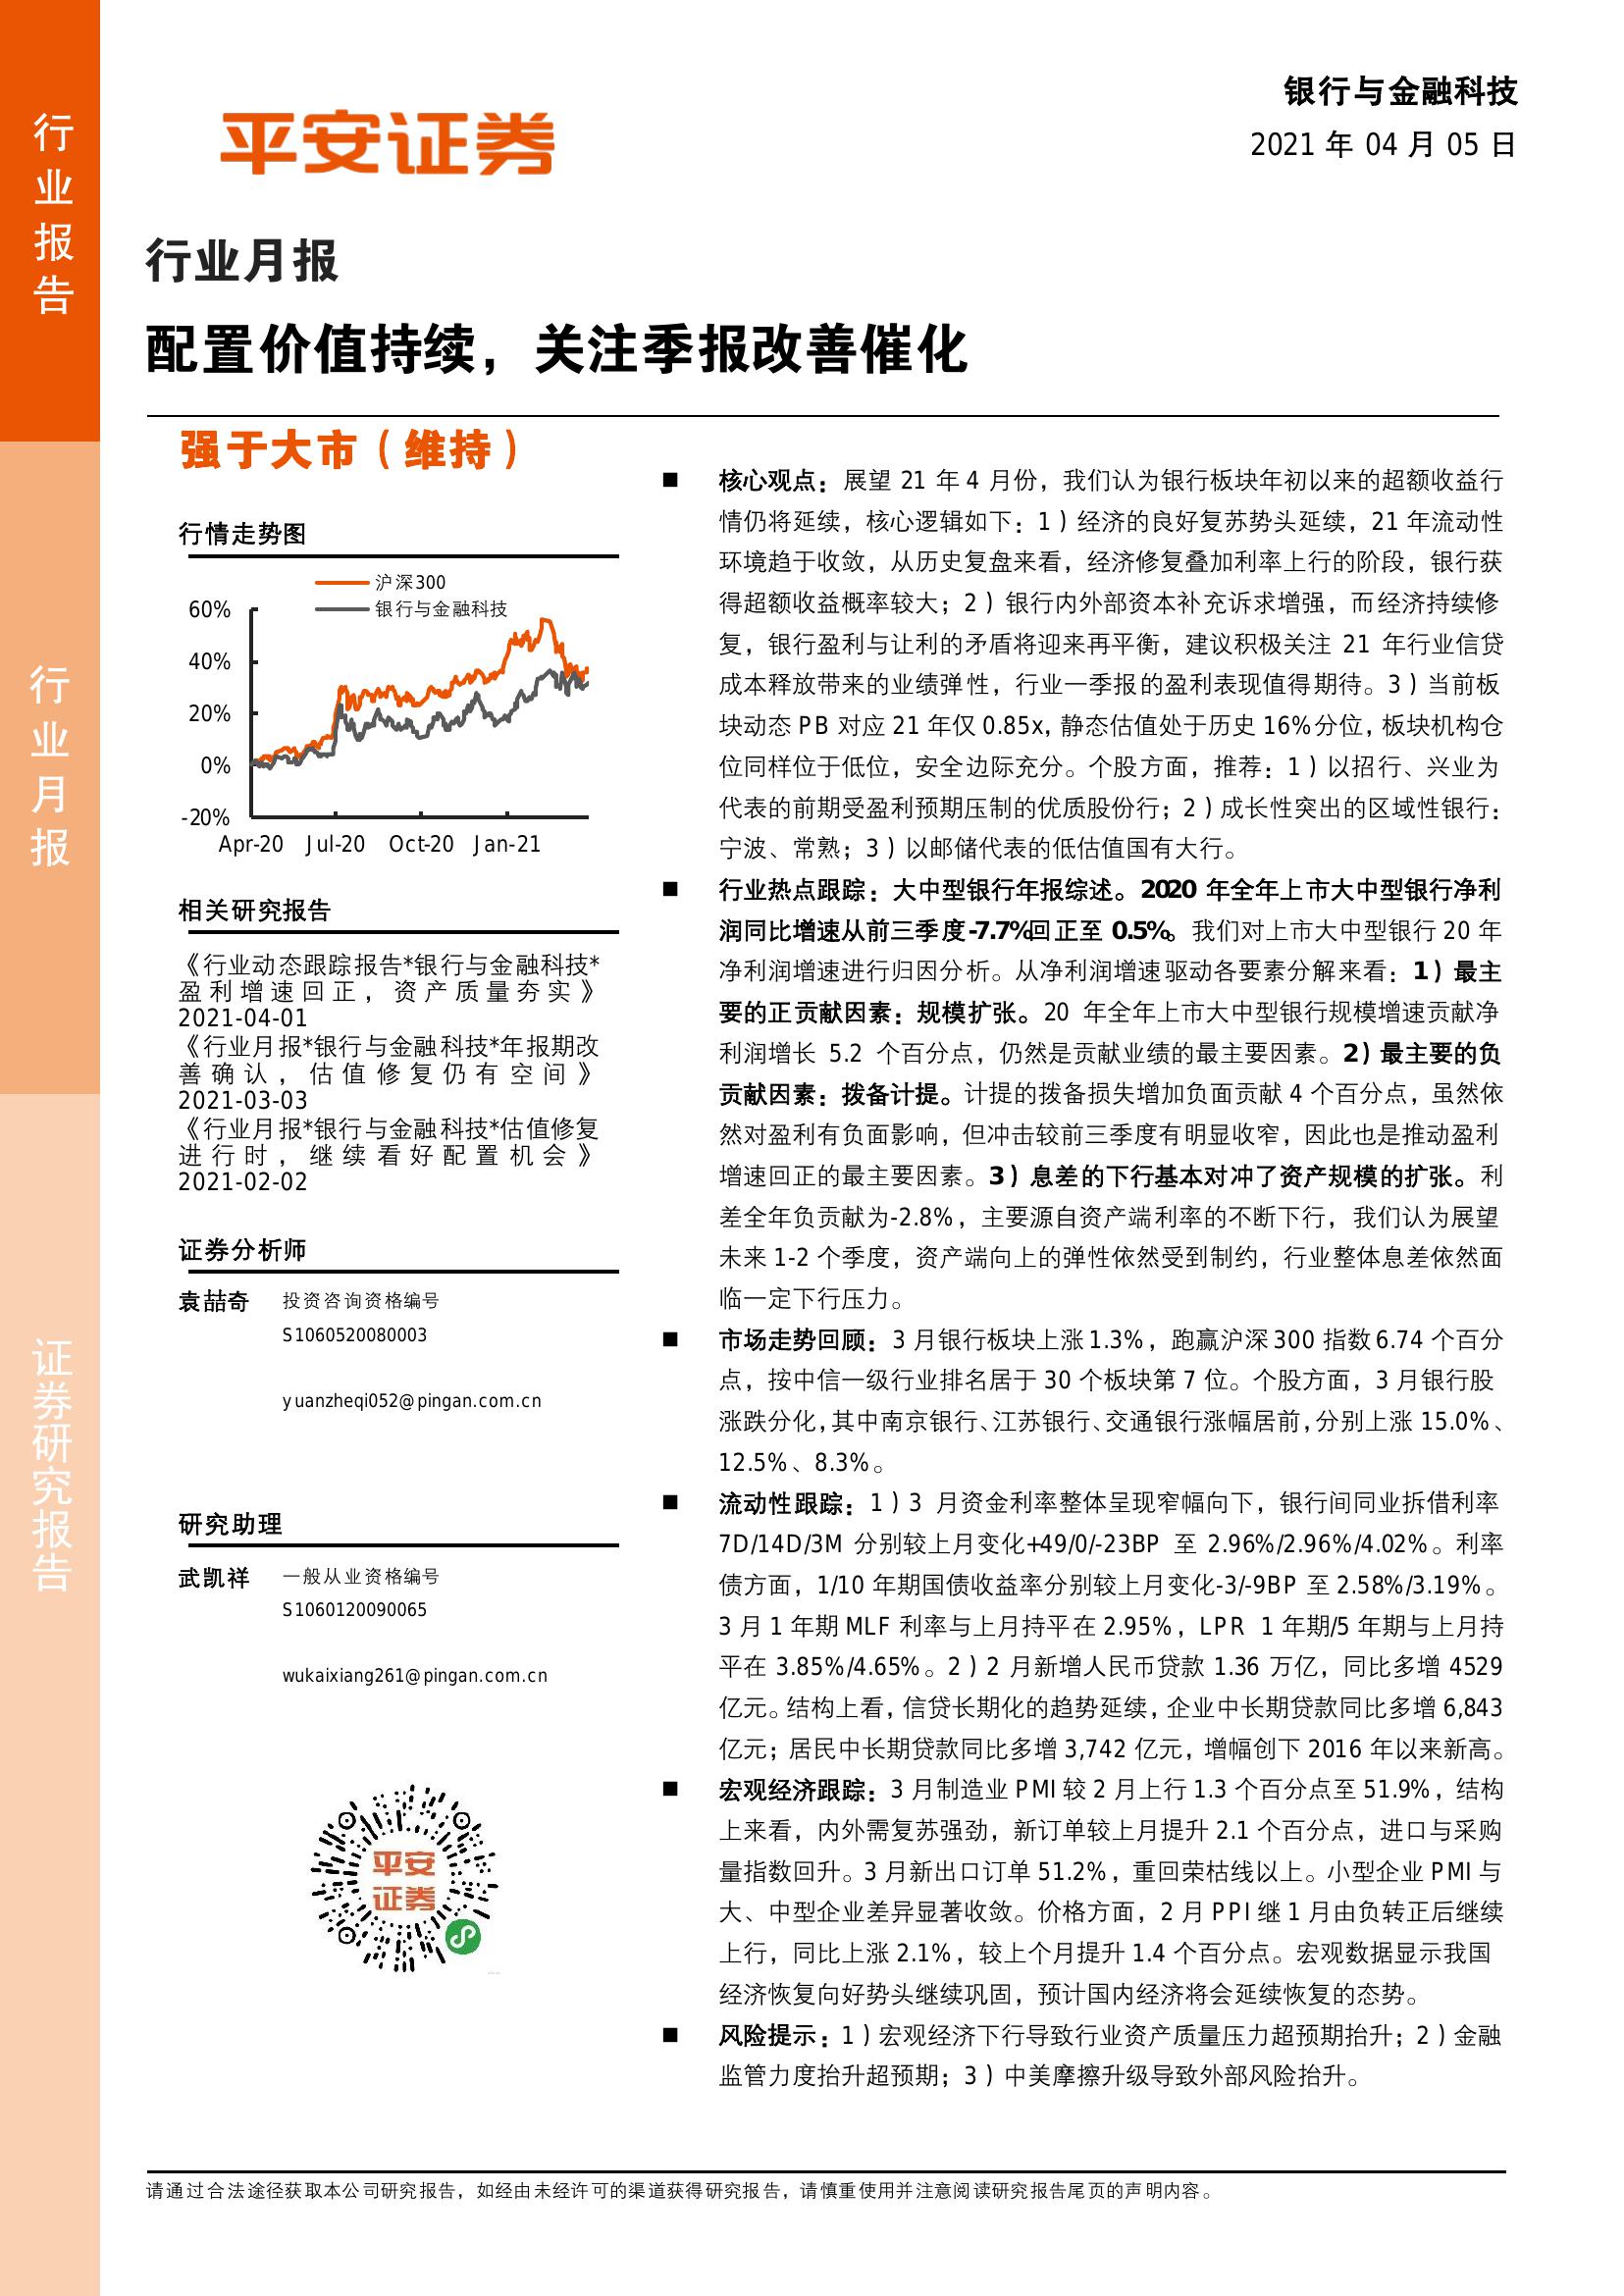 银行与金融科技
2021 年 04 月 05 日
行业报告
行业月报
证券研究报告
平安证券
行业月报
配置价值持续，关注季报改善催化
强于大市（维持）
行情走势图
沪深300
银行与金融科技
60%
40%
20%
0%
-20%
Apr-20 Jul-20 Oct-20 Jan-21
相关研究报告
《行业动态跟踪报告*银行与金融科技*
盈利增速回正，资产质量夯实》
2021-04-01
《行业月报*银行与金融科技*年报期改
善确认，估值修复仍有空间》
2021-03-03
《行业月报*银行与金融科技*估值修复
进行时，继续看好配置机会》
2021-02-02
证券分析师
袁喆奇 投资咨询资格编号
S1060520080003
yuanzheqi052@pingan.com.cn
研究助理
武凯祥 一般从业资格编号
S1060120090065
wukaixiang261@pingan.com.cn
平安
证券
■ 核心观点：展望 21 年 4 月份，我们认为银行板块年初以来的超额收益行
情仍将延续，核心逻辑如下：1）经济的良好复苏势头延续，21 年流动性
环境趋于收敛，从历史复盘来看，经济修复叠加利率上行的阶段，银行获
得超额收益概率较大；2）银行内外部资本补充诉求增强，而经济持续修
复，银行盈利与让利的矛盾将迎来再平衡，建议积极关注 21 年行业信贷
成本释放带来的业绩弹性，行业一季报的盈利表现值得期待。3）当前板
块动态 PB 对应 21 年仅 0.85x，静态估值处于历史 16%分位，板块机构仓
位同样位于低位，安全边际充分。个股方面，推荐：1）以招行、兴业为
代表的前期受盈利预期压制的优质股份行；2）成长性突出的区域性银行：
宁波、常熟；3）以邮储代表的低估值国有大行。
■ 行业热点跟踪：大中型银行年报综述。2020 年全年上市大中型银行净利
润同比增速从前三季度-7.7%回正至 0.5%。我们对上市大中型银行 20 年
净利润增速进行归因分析。从净利润增速驱动各要素分解来看：1）最主
要的正贡献因素：规模扩张。20 年全年上市大中型银行规模增速贡献净
利润增长 5.2 个百分点，仍然是贡献业绩的最主要因素。2）最主要的负
贡献因素：拨备计提。计提的拨备损失增加负面贡献 4 个百分点，虽然依
然对盈利有负面影响，但冲击较前三季度有明显收窄，因此也是推动盈利
增速回正的最主要因素。3）息差的下行基本对冲了资产规模的扩张。利
差全年负贡献为-2.8%，主要源自资产端利率的不断下行，我们认为展望
未来 1-2 个季度，资产端向上的弹性依然受到制约，行业整体息差依然面
临一定下行压力。
■ 市场走势回顾：3 月银行板块上涨 1.3%，跑赢沪深 300 指数 6.74 个百分
点，按中信一级行业排名居于 30 个板块第 7 位。个股方面，3 月银行股
涨跌分化，其中南京银行、江苏银行、交通银行涨幅居前，分别上涨 15.0%、
12.5%、8.3%。
■ 流动性跟踪：1）3 月资金利率整体呈现窄幅向下，银行间同业拆借利率
7D/14D/3M 分别较上月变化+49/0/-23BP 至 2.96%/2.96%/4.02%。利率
债方面，1/10 年期国债收益率分别较上月变化-3/-9BP 至 2.58%/3.19%。
3 月 1 年期 MLF 利率与上月持平在 2.95%，LPR 1 年期/5 年期与上月持
平在 3.85%/4.65%。2）2 月新增人民币贷款 1.36 万亿，同比多增 4529
亿元。结构上看，信贷长期化的趋势延续，企业中长期贷款同比多增 6,843
亿元；居民中长期贷款同比多增 3,742 亿元，增幅创下 2016 年以来新高。
■ 宏观经济跟踪：3 月制造业 PMI 较 2 月上行 1.3 个百分点至 51.9%，结构
上来看，内外需复苏强劲，新订单较上月提升 2.1 个百分点，进口与采购
量指数回升。3 月新出口订单 51.2%，重回荣枯线以上。小型企业 PMI 与
大、中型企业差异显著收敛。价格方面，2 月 PPI 继 1 月由负转正后继续
上行，同比上涨 2.1%，较上个月提升 1.4 个百分点。宏观数据显示我国
经济恢复向好势头继续巩固，预计国内经济将会延续恢复的态势。
■ 风险提示：1）宏观经济下行导致行业资产质量压力超预期抬升；2）金融
监管力度抬升超预期；3）中美摩擦升级导致外部风险抬升。
请通过合法途径获取本公司研究报告，如经由未经许可的渠道获得研究报告，请慎重使用并注意阅读研究报告尾页的声明内容。